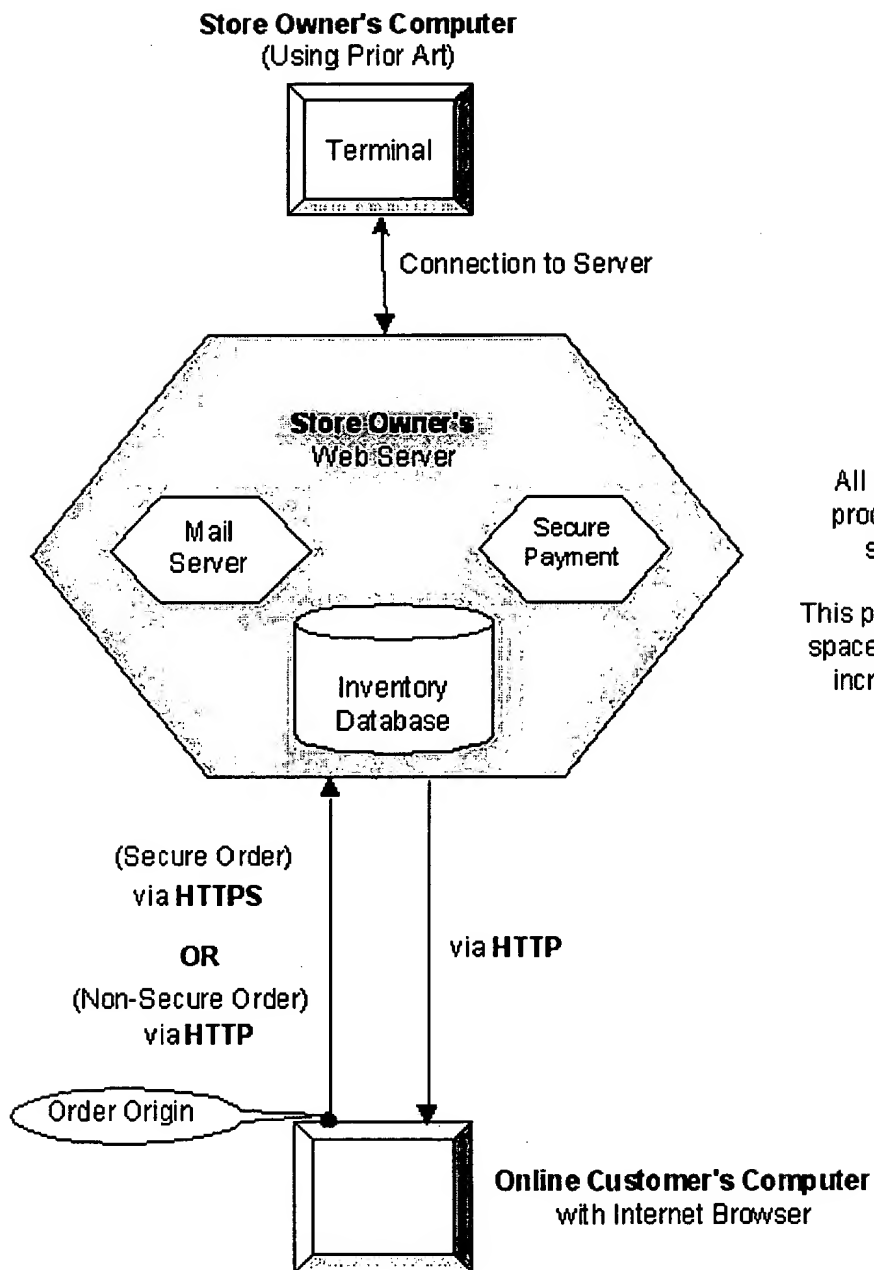 Store Owner's Computer
(Using Prior Art)
Terminal
Connection to Server
Store Owner's
Web Server
Mail
Server
Secure
Payment
Inventory
Database
All
This p
space
(Secure Order)
via HTTPS
OR
(Non-Secure Order)
via HTTP
via HTTP
Order Origin
Online Customer's Computer
with Internet Browser